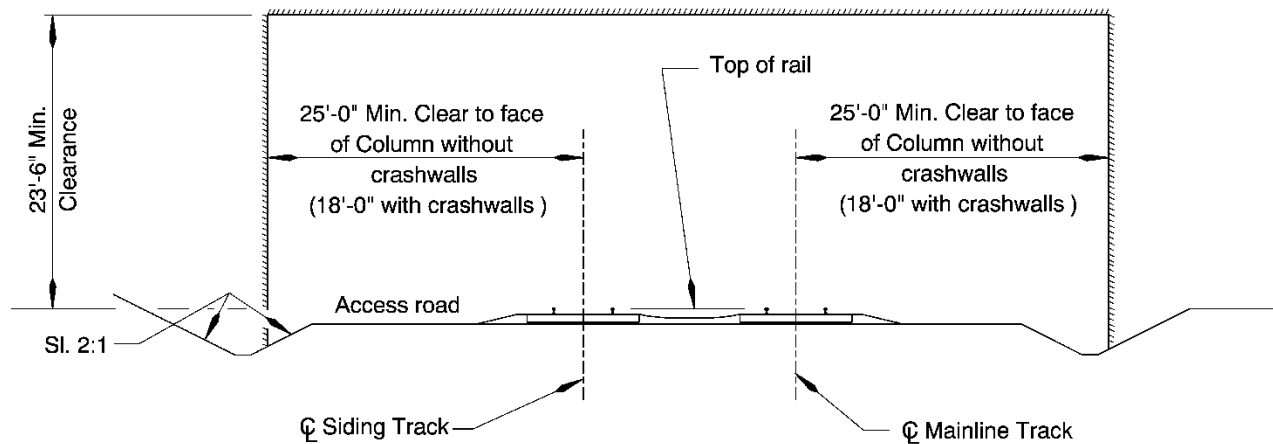 Top of rail
25'-0" Min. Clear to face
of Column without
crashwalls
(18'-0" with crashwalls )
25'-0" Min. Clear to face
of Column without
crashwalls
(18'-0" with crashwalls )
23'-6" Min.
Clearance
Access road
Sl. 2:1
℄ Siding Track
℄ Mainline Track